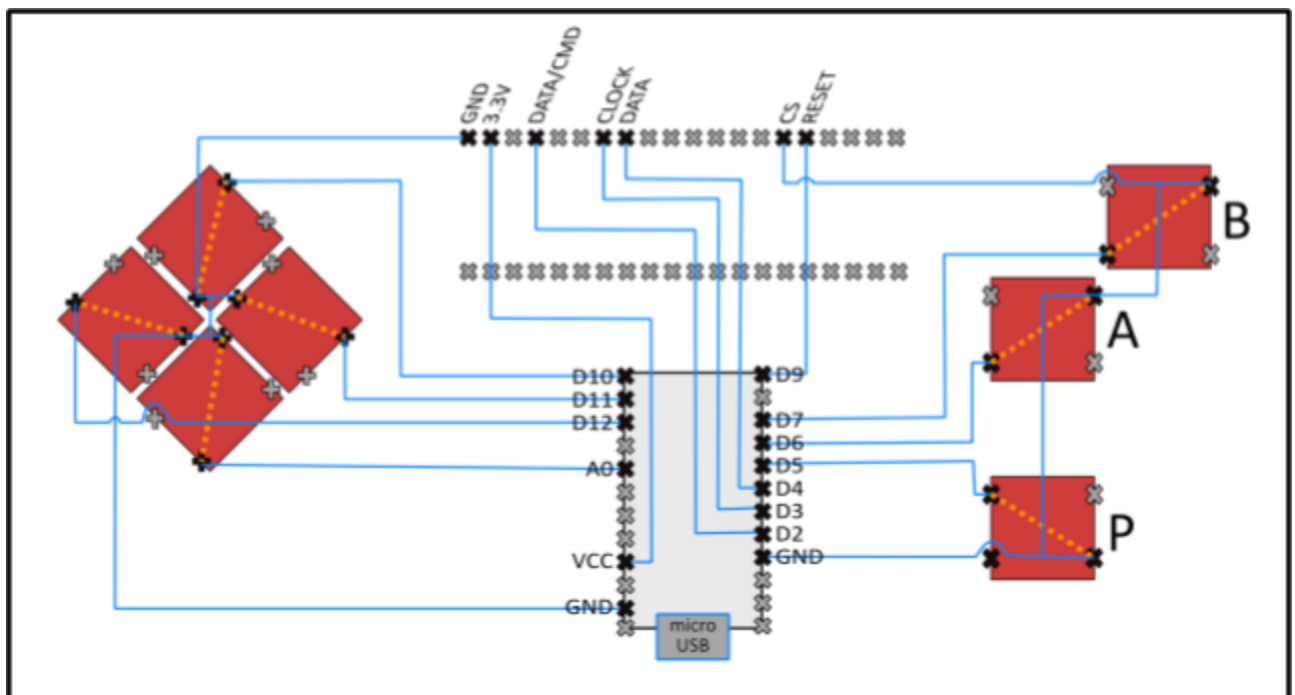 GND
3.3V
DATA/CMD
CLOCK
DATA
CS
RESET
B
A
P
D10
D11
D12
A0
VCC
GND
D9
D7
D6
D5
D4
D3
D2
GND
micro
USB